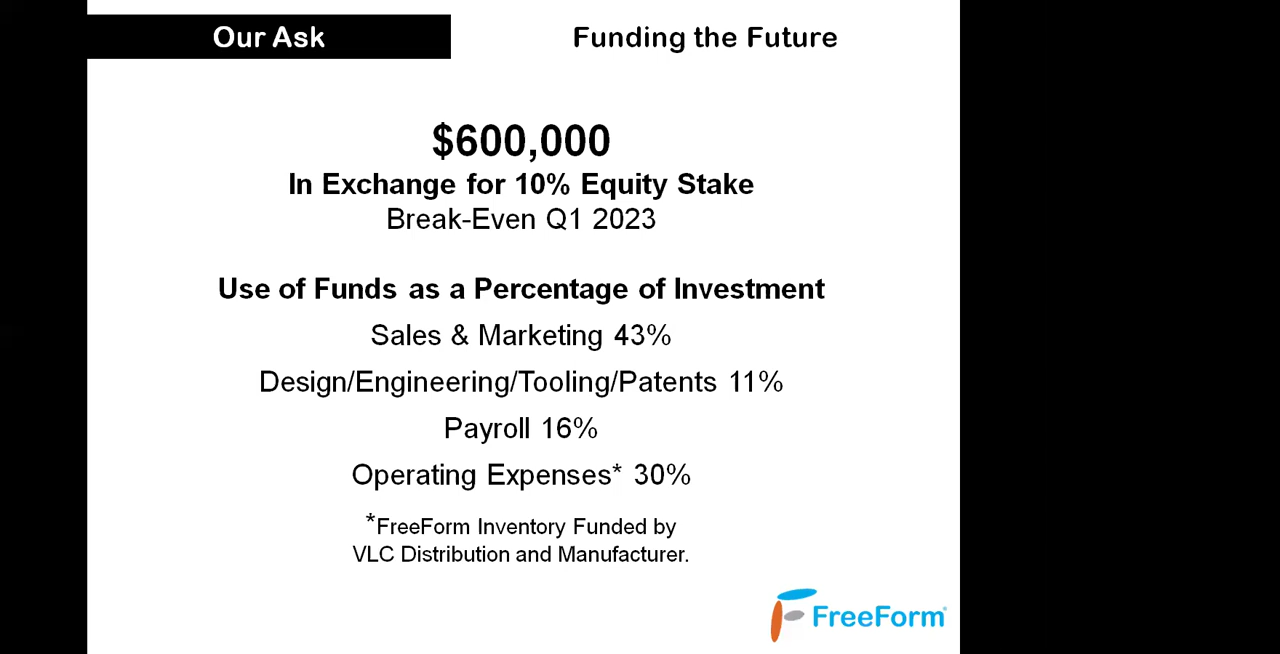 Our Ask
Funding the Future
$600,000
In Exchange for 10% Equity Stake
Break-Even Q1 2023
Use of Funds as a Percentage of Investment
Sales & Marketing 43%
Design/Engineering/Tooling/Patents 11%
Payroll 16%
Operating Expenses* 30%
*FreeForm Inventory Funded by
VLC Distribution and Manufacturer.
FreeForm®